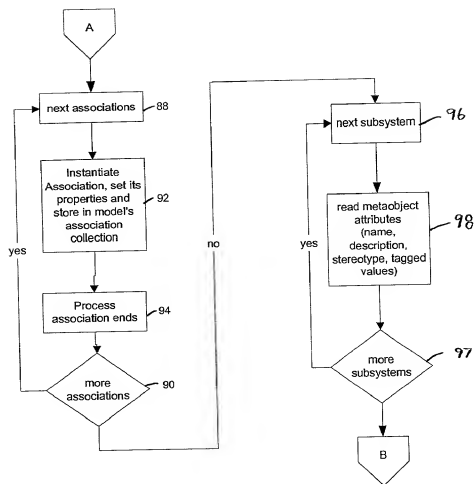 A
next associations
88
Instantiate
Association, set its
properties and
store in model's
association
collection
92
yes
Process
association ends
94
more
associations
90
no
next subsystem
96
read metaobject
attributes
(name,
description,
stereotype, tagged
values)
98
yes
more
subsystems
97
B